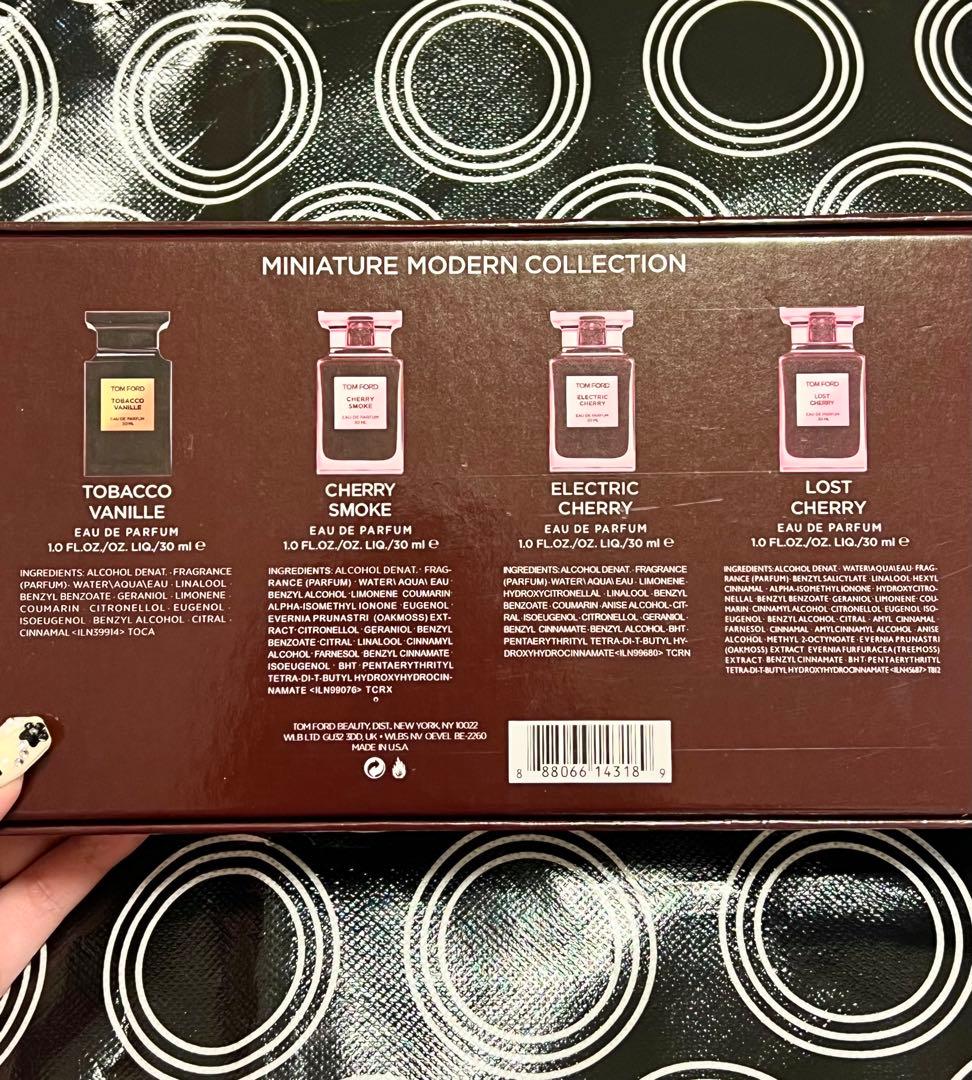 MINIATURE MODERN COLLECTION
TOM FORD
TOBACCO
VANILLE
EAU DE PARFUM
30 ML
TOBACCO
VANILLE
EAU DE PARFUM
1.0 FL.OZ./OZ. LIQ./30 ml ℮
INGREDIENTS: ALCOHOL DENAT. · FRAGRANCE
(PARFUM) · WATER\AQUA\EAU · LINALOOL ·
BENZYL BENZOATE · GERANIOL · LIMONENE ·
COUMARIN · CITRONELLOL · EUGENOL ·
ISOEUGENOL · BENZYL ALCOHOL · CITRAL ·
CINNAMAL <ILN39914> TOCA
TOM FORD
CHERRY
SMOKE
EAU DE PARFUM
30 ML
CHERRY
SMOKE
EAU DE PARFUM
1.0 FL.OZ./OZ. LIQ./30 ml ℮
INGREDIENTS: ALCOHOL DENAT. · FRAG-
RANCE (PARFUM) · WATER\AQUA\EAU ·
BENZYL ALCOHOL · LIMONENE · COUMARIN ·
ALPHA-ISOMETHYL IONONE · EUGENOL ·
EVERNIA PRUNASTRI (OAKMOSS) EXT-
RACT · CITRONELLOL · GERANIOL · BENZYL
BENZOATE · CITRAL · LINALOOL · CINNAMYL
ALCOHOL · FARNESOL · BENZYL CINNAMATE ·
ISOEUGENOL · BHT · PENTAERYTHRITYL
TETRA-DI-T-BUTYL HYDROXYHYDROCIN-
NAMATE <ILN99076> TCRX
TOM FORD
ELECTRIC
CHERRY
EAU DE PARFUM
30 ML
ELECTRIC
CHERRY
EAU DE PARFUM
1.0 FL.OZ./OZ. LIQ./30 ml ℮
INGREDIENTS: ALCOHOL DENAT. · FRAGRANCE
(PARFUM) · WATER\AQUA\EAU · LIMONENE ·
HYDROXYCITRONELLAL · LINALOOL · BENZYL
BENZOATE · COUMARIN · ANISE ALCOHOL · CIT-
RAL · ISOEUGENOL · CITRONELLOL · GERANIOL ·
BENZYL CINNAMATE · BENZYL ALCOHOL · BHT ·
PENTAERYTHRITYL TETRA-DI-T-BUTYL HY-
DROXYHYDROCINNAMATE <ILN99680> TCRN
TOM FORD
LOST
CHERRY
EAU DE PARFUM
30 ML
LOST
CHERRY
EAU DE PARFUM
1.0 FL.OZ./OZ. LIQ./30 ml ℮
INGREDIENTS: ALCOHOL DENAT. · WATER\AQUA\EAU · FRAG-
RANCE (PARFUM) · BENZYL SALICYLATE · LINALOOL · HEXYL
CINNAMAL · ALPHA-ISOMETHYL IONONE · HYDROXYCITRO-
NELLAL · BENZYL BENZOATE · GERANIOL · LIMONENE · COU-
MARIN · CINNAMYL ALCOHOL · CITRONELLOL · EUGENOL · ISO-
EUGENOL · BENZYL ALCOHOL · CITRAL · AMYL CINNAMAL ·
FARNESOL · CINNAMAL · AMYLCINNAMYL ALCOHOL · ANISE
ALCOHOL · METHYL 2-OCTYNOATE · EVERNIA PRUNASTRI
(OAKMOSS) EXTRACT · EVERNIA FURFURACEA (TREEMOSS)
EXTRACT · BENZYL CINNAMATE · BHT · PENTAERYTHRITYL
TETRA-DI-T-BUTYL HYDROXYHYDROCINNAMATE <ILN45687> TB12
TOM FORD BEAUTY, DIST. NEW YORK, NY 10022
WLB LTD GU32 3DD, UK • WLBS NV OEVEL BE-2260
MADE IN U.S.A
8 88066 14318 9